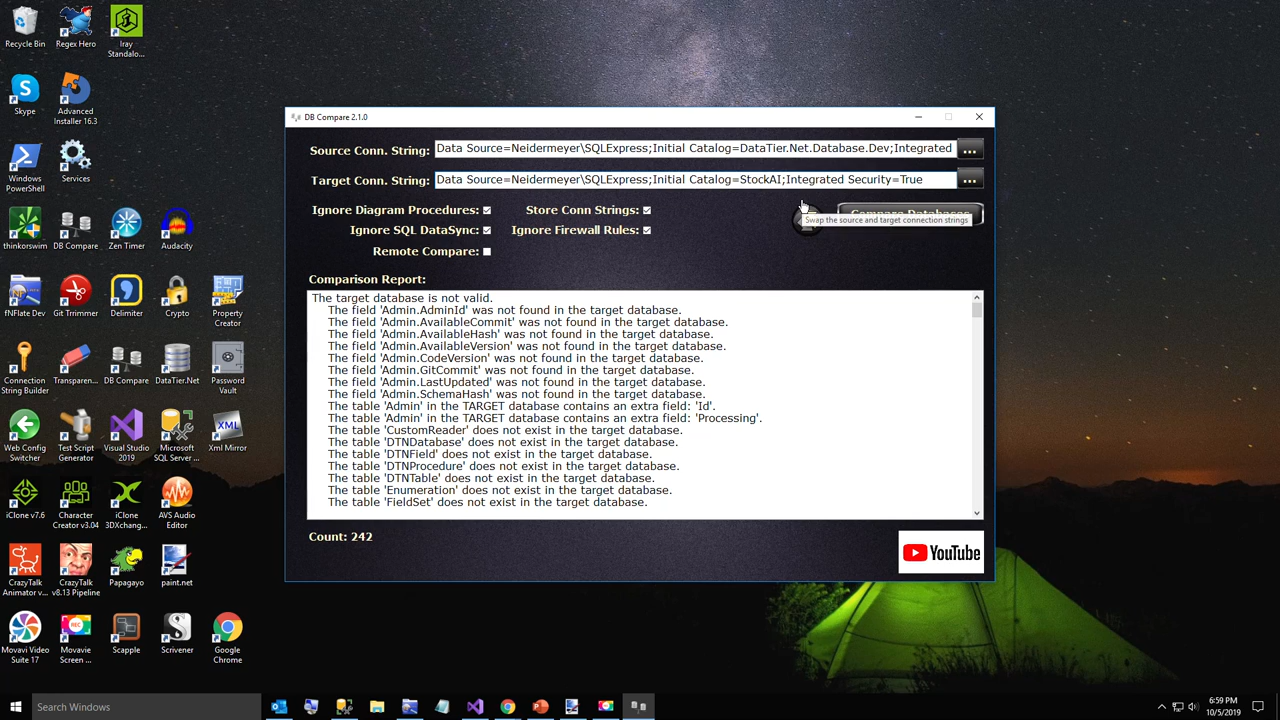 Recycle Bin
Regex Hero
Iray
Standalo...
Skype
Advanced
Installer 16.3
Windows
PowerShell
Services
thinkorswim
DB Compare
Zen Timer
Audacity
fNFlate Dev
Git Trimmer
Delimiter
Crypto
Property
Creator
Connection
String Builder
Transparen...
DB Compare
DataTier.Net
Password
Vault
Web Config
Switcher
Test Script
Generator
Visual Studio
2019
Microsoft
SQL Server ...
XML
Xml Mirror
iClone v7.6
Character
Creator v3.04
iClone
3DXchang...
AVS Audio
Editor
CrazyTalk
Animator v...
CrazyTalk
v8.13 Pipeline
Papagayo
paint.net
Movavi Video
Suite 17
REC
Movavie
Screen ...
Scapple
Scrivener
Google
Chrome
DB Compare 2.1.0
Source Conn. String: Data Source=Neidermeyer\SQLExpress;Initial Catalog=DataTier.Net.Database.Dev;Integrated ...
Target Conn. String: Data Source=Neidermeyer\SQLExpress;Initial Catalog=StockAI;Integrated Security=True ...
Ignore Diagram Procedures: Store Conn Strings:
Compare Databases
Swap the source and target connection strings
Ignore SQL DataSync: Ignore Firewall Rules:
Remote Compare:
Comparison Report:
The target database is not valid.
The field 'Admin.AdminId' was not found in the target database.
The field 'Admin.AvailableCommit' was not found in the target database.
The field 'Admin.AvailableHash' was not found in the target database.
The field 'Admin.AvailableVersion' was not found in the target database.
The field 'Admin.CodeVersion' was not found in the target database.
The field 'Admin.GitCommit' was not found in the target database.
The field 'Admin.LastUpdated' was not found in the target database.
The field 'Admin.SchemaHash' was not found in the target database.
The table 'Admin' in the TARGET database contains an extra field: 'Id'.
The table 'Admin' in the TARGET database contains an extra field: 'Processing'.
The table 'CustomReader' does not exist in the target database.
The table 'DTNDatabase' does not exist in the target database.
The table 'DTNField' does not exist in the target database.
The table 'DTNProcedure' does not exist in the target database.
The table 'DTNTable' does not exist in the target database.
The table 'Enumeration' does not exist in the target database.
The table 'FieldSet' does not exist in the target database.
Count: 242
YouTube
Search Windows
6:59 PM
10/5/2019